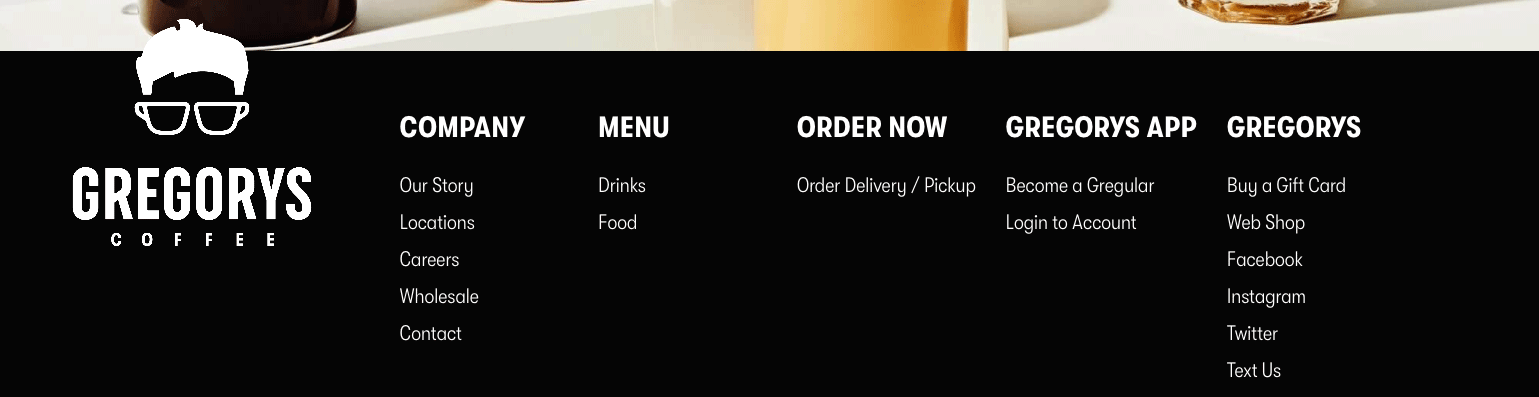 GREGORYS
COFFEE
COMPANY
Our Story
Locations
Careers
Wholesale
Contact
MENU
Drinks
Food
ORDER NOW
Order Delivery / Pickup
GREGORYS APP
Become a Gregular
Login to Account
GREGORYS
Buy a Gift Card
Web Shop
Facebook
Instagram
Twitter
Text Us